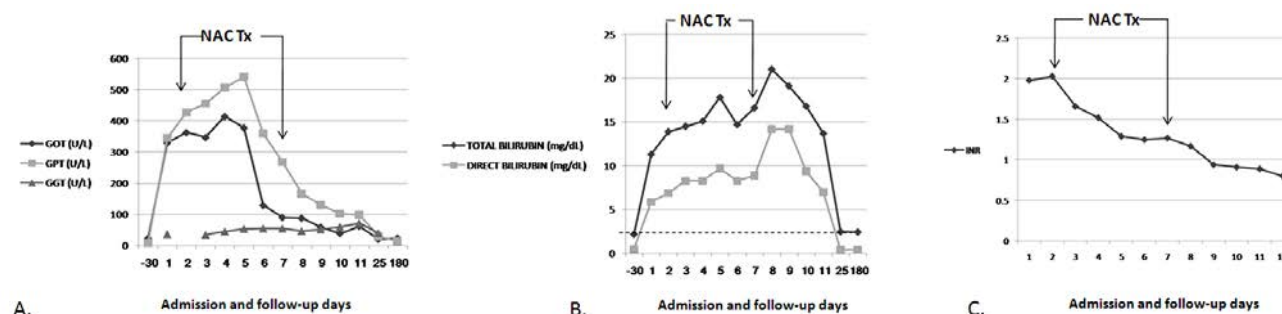 NAC Tx
600
500
400
300
200
100
0
GOT (U/L)
GPT (U/L)
GGT (U/L)
-30 1 2 3 4 5 6 7 8 9 10 11 25 180
A.
Admission and follow-up days
NAC Tx
25
20
15
10
5
0
TOTAL BILIRUBIN (mg/dL)
DIRECT BILIRUBIN (mg/dL)
-30 1 2 3 4 5 6 7 8 9 10 11 25 180
B.
Admission and follow-up days
NAC Tx
2.5
2
1.5
1
0.5
0
INR
1 2 3 4 5 6 7 8 9 10 11
C.
Admission and follow-up days